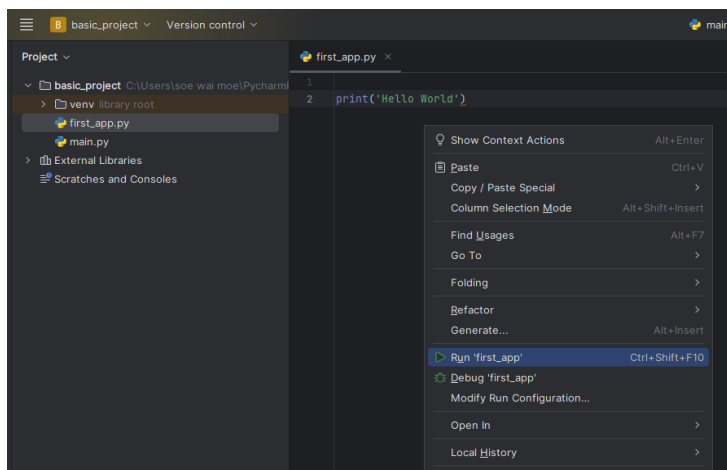 B basic_project Version control main
Project
first_app.py
basic_project C:\Users\soe wai moe\Pycharm
venv library root
first_app.py
main.py
External Libraries
Scratches and Consoles
1
2 print('Hello World')
Show Context Actions Alt+Enter
Paste Ctrl+V
Copy / Paste Special
Column Selection Mode Alt+Shift+Insert
Find Usages Alt+F7
Go To
Folding
Refactor
Generate... Alt+Insert
Run 'first_app' Ctrl+Shift+F10
Debug 'first_app'
Modify Run Configuration...
Open In
Local History